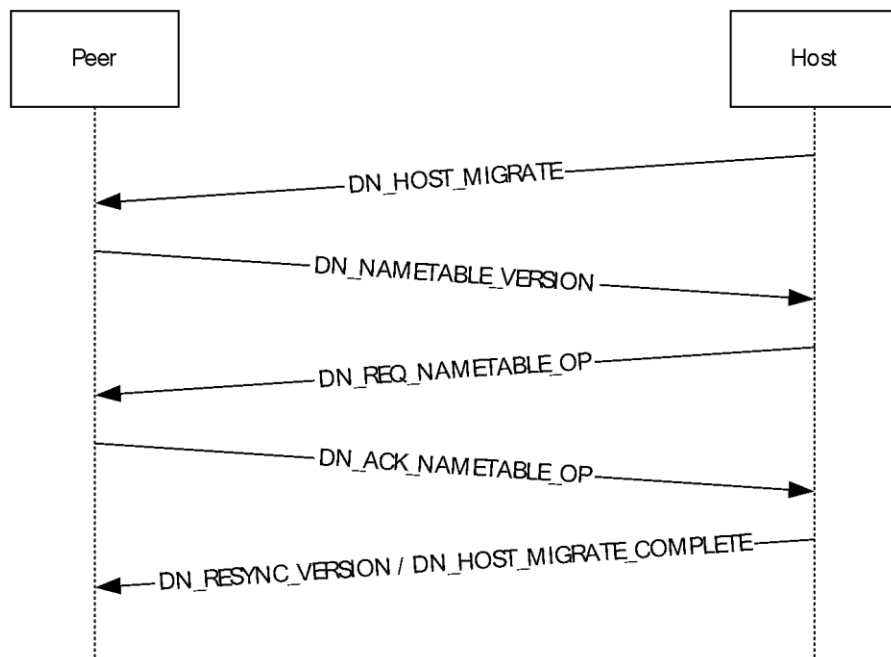 Peer
Host
DN_HOST_MIGRATE
DN_NAMETABLE_VERSION
DN_REQ_NAMETABLE_OP
DN_ACK_NAMETABLE_OP
DN_RESYNC_VERSION / DN_HOST_MIGRATE_COMPLETE